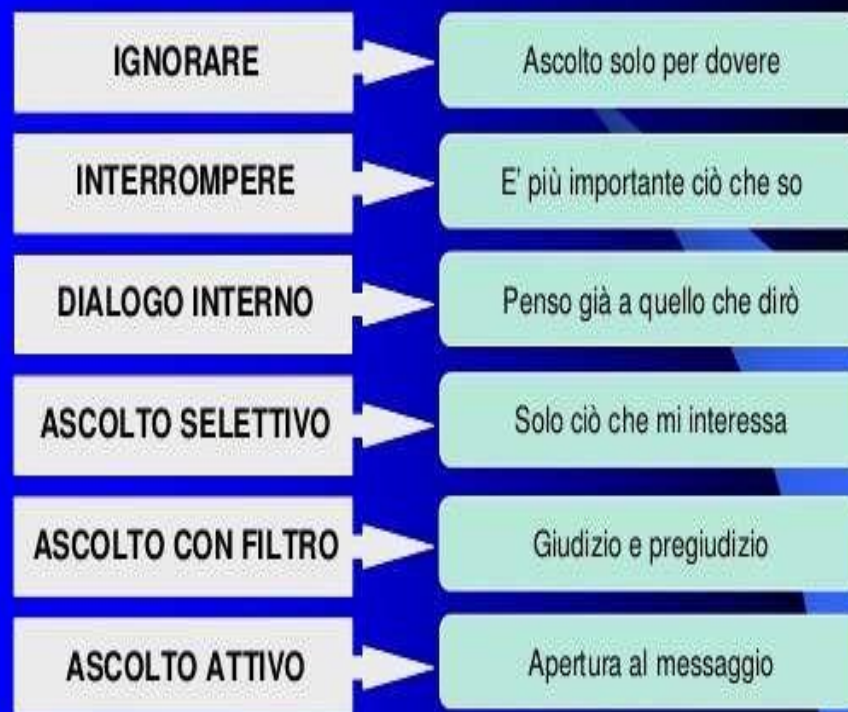 IGNORARE
Ascolto solo per dovere
INTERROMPERE
E' più importante ciò che so
DIALOGO INTERNO
Penso già a quello che dirò
ASCOLTO SELETTIVO
Solo ciò che mi interessa
ASCOLTO CON FILTRO
Giudizio e pregiudizio
ASCOLTO ATTIVO
Apertura al messaggio